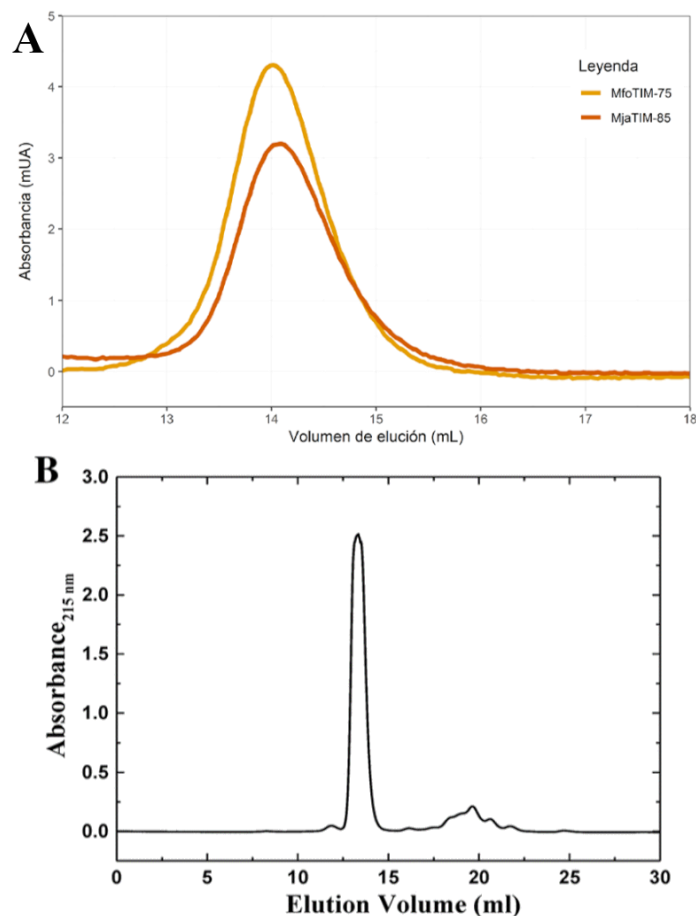 A
5
4
3
2
1
0
Absorbancia (mUA)
Leyenda
MfoTIM-75
MjaTIM-85
12 13 14 15 16 17 18
Volumen de elución (mL)
B
3.0
2.5
2.0
1.5
1.0
0.5
0.0
Absorbance215 nm
0 5 10 15 20 25 30
Elution Volume (ml)